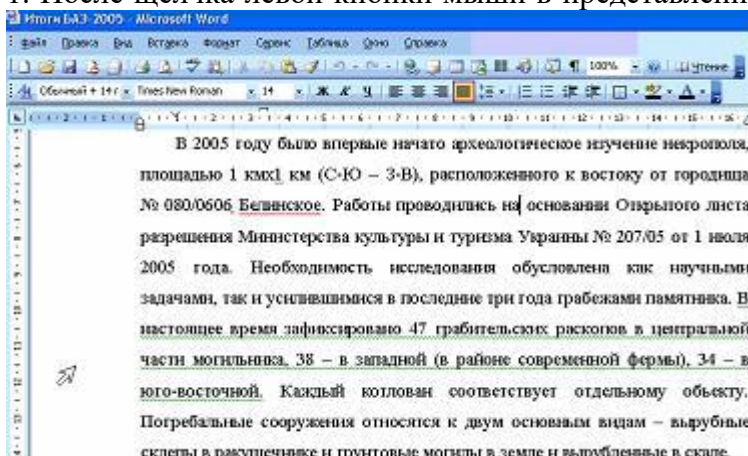 1. После щелчка левой кнопки мыши в представлени
Итоги БАЭ-2005 - Microsoft Word
Файл Правка Вид Вставка Формат Сервис Таблица Окно Справка
100% Чтение
Обычный + 14 г Times New Roman 14 Ж К Ч
В 2005 году было впервые начато археологическое изучение некрополя,
площадью 1 кмх1 км (С-Ю – З-В), расположенного к востоку от городища
№ 080/0606 Белинское. Работы проводились на основании Открытого листа
разрешения Министерства культуры и туризма Украины № 207/05 от 1 июля
2005 года. Необходимость исследования обусловлена как научными
задачами, так и усилившимися в последние три года грабежами памятника. В
настоящее время зафиксировано 47 грабительских раскопов в центральной
части могильника, 38 – в западной (в районе современной фермы), 34 – в
юго-восточной. Каждый котлован соответствует отдельному объекту.
Погребальные сооружения относятся к двум основным видам – вырубные
склепы в ракушечнике и грунтовые могилы в земле и вырубленные в скале.